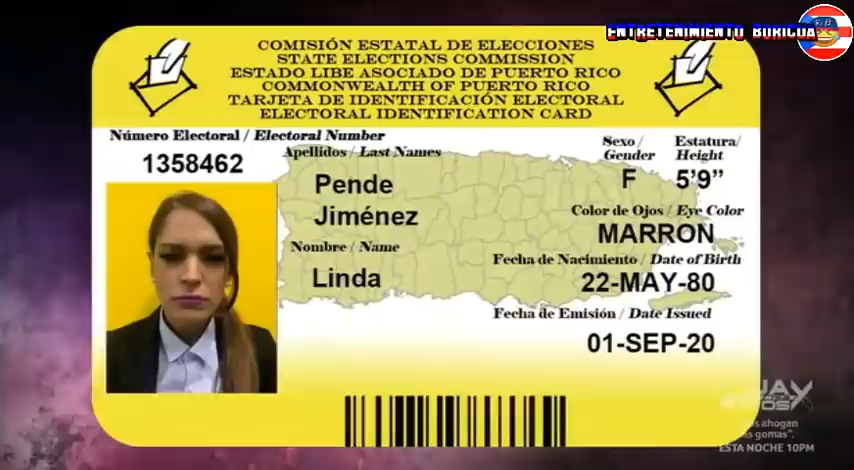 ENTRETENIMIENTO BORICUA
COMISIÓN ESTATAL DE ELECCIONES
STATE ELECTIONS COMMISSION
ESTADO LIBE ASOCIADO DE PUERTO RICO
COMMONWEALTH OF PUERTO RICO
TARJETA DE IDENTIFICACIÓN ELECTORAL
ELECTORAL IDENTIFICATION CARD
Número Electoral / Electoral Number
1358462
Apellidos / Last Names
Pende
Jiménez
Nombre / Name
Linda
Sexo / Gender
F
Estatura/ Height
5’9”
Color de Ojos / Eye Color
MARRON
Fecha de Nacimiento / Date of Birth
22-MAY-80
Fecha de Emisión / Date Issued
01-SEP-20
JAY
ahogan
gomas”.
ESTA NOCHE 10PM